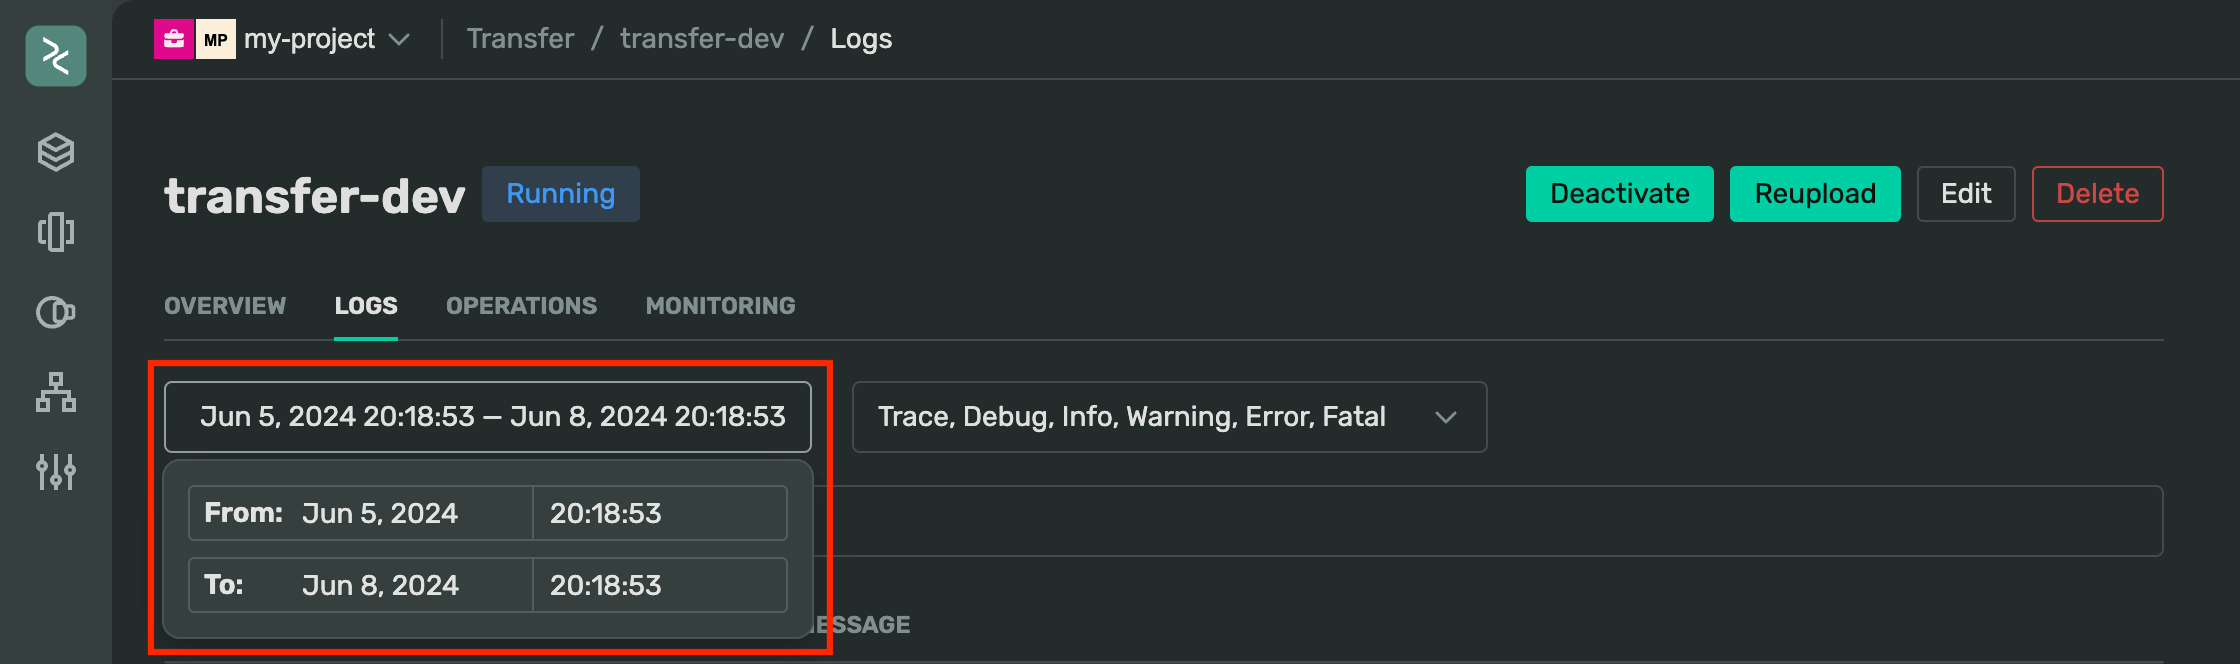 MP my-project Transfer / transfer-dev / Logs
transfer-dev Running Deactivate Reupload Edit Delete
OVERVIEW LOGS OPERATIONS MONITORING
Jun 5, 2024 20:18:53 — Jun 8, 2024 20:18:53 Trace, Debug, Info, Warning, Error, Fatal
From: Jun 5, 2024 20:18:53
To: Jun 8, 2024 20:18:53
ESSAGE